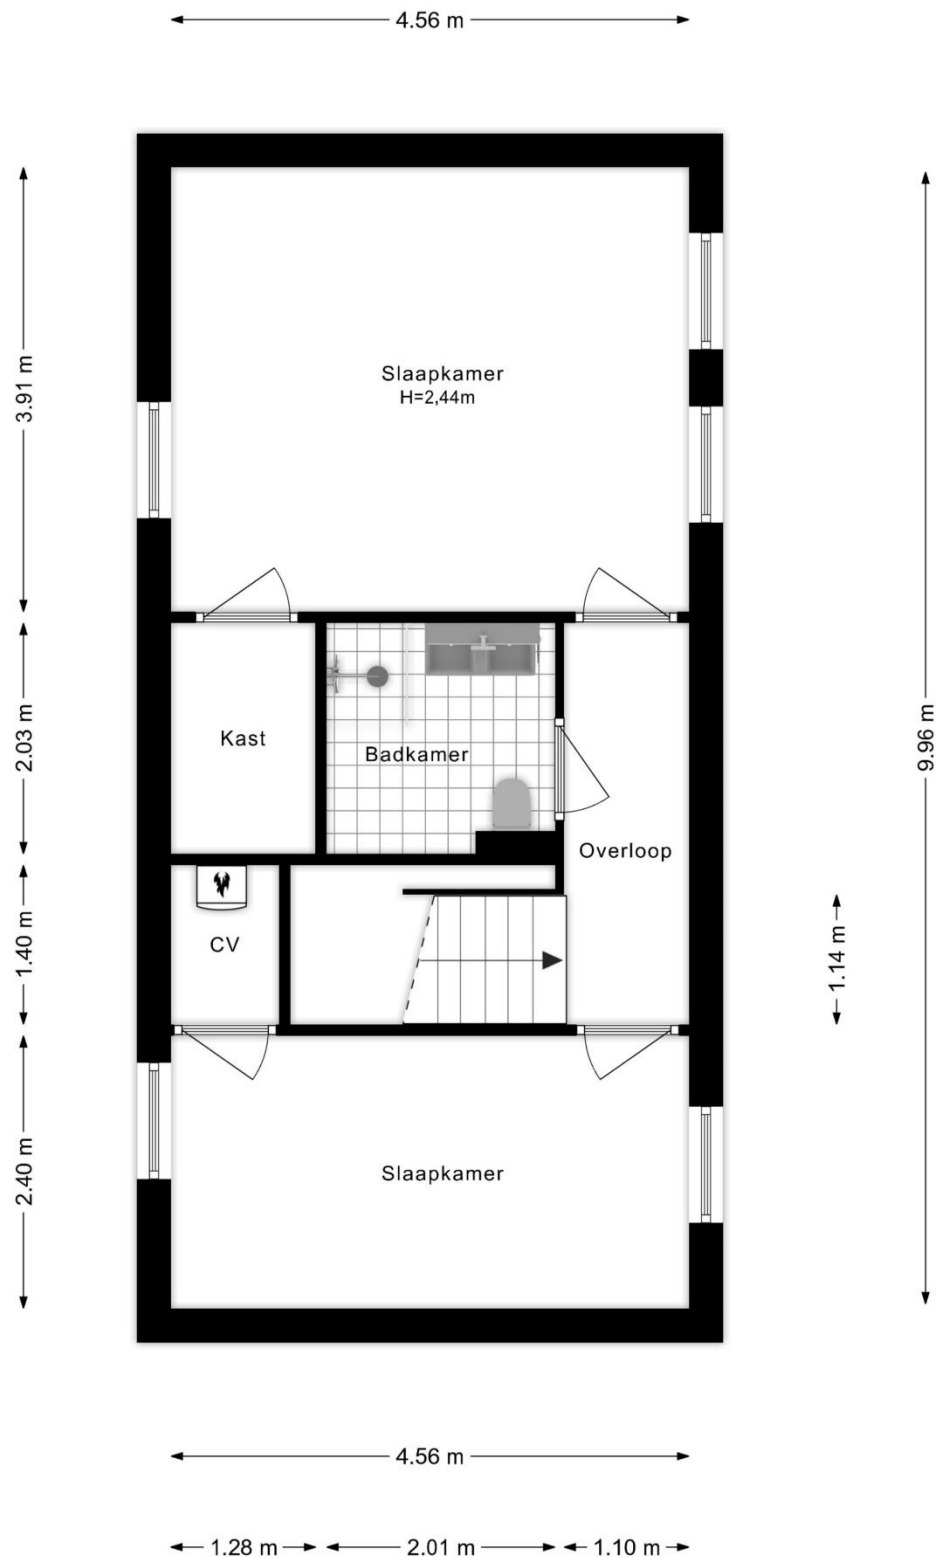 4.56 m
3.91 m
Slaapkamer
H=2,44m
2.03 m
Kast
Badkamer
9.96 m
Overloop
1.40 m
CV
1.14 m
2.40 m
Slaapkamer
4.56 m
1.28 m
2.01 m
1.10 m